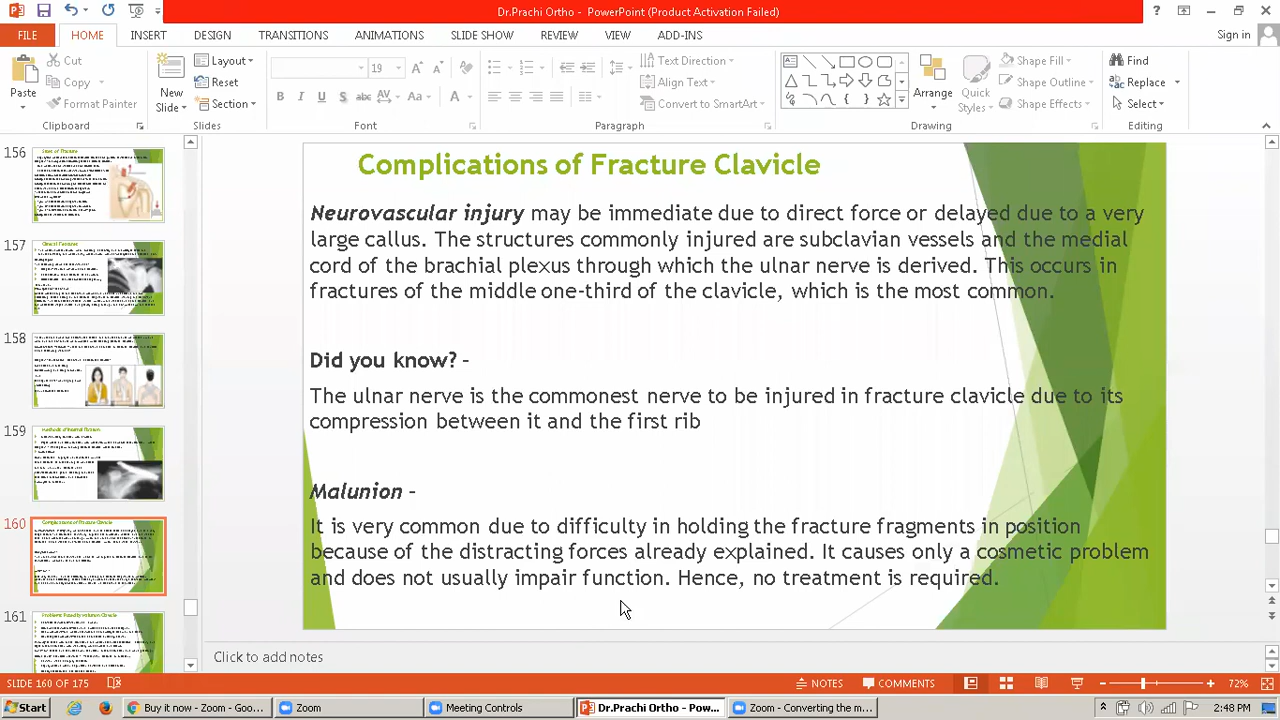 Dr.Prachi Ortho - PowerPoint (Product Activation Failed)
FILE HOME INSERT DESIGN TRANSITIONS ANIMATIONS SLIDE SHOW REVIEW VIEW ADD-INS Sign in
Cut Layout 19 Text Direction Shape Fill Find
Paste Copy New Slide Reset Align Text Arrange Quick Styles Shape Outline Replace
Format Painter Section B I U S abc AV Aa A Convert to SmartArt Shape Effects Select
Clipboard Slides Font Paragraph Drawing Editing
156
157
158
159
160
161
Complications of Fracture Clavicle
Neurovascular injury may be immediate due to direct force or delayed due to a very
large callus. The structures commonly injured are subclavian vessels and the medial
cord of the brachial plexus through which the ulnar nerve is derived. This occurs in
fractures of the middle one-third of the clavicle, which is the most common.
Did you know? -
The ulnar nerve is the commonest nerve to be injured in fracture clavicle due to its
compression between it and the first rib
Malunion -
It is very common due to difficulty in holding the fracture fragments in position
because of the distracting forces already explained. It causes only a cosmetic problem
and does not usually impair function. Hence, no treatment is required.
Click to add notes
SLIDE 160 OF 175 NOTES COMMENTS 72%
Start Buy it now - Zoom - Goo... Zoom Meeting Controls Dr.Prachi Ortho - Pow... Zoom - Converting the m... 2:48 PM